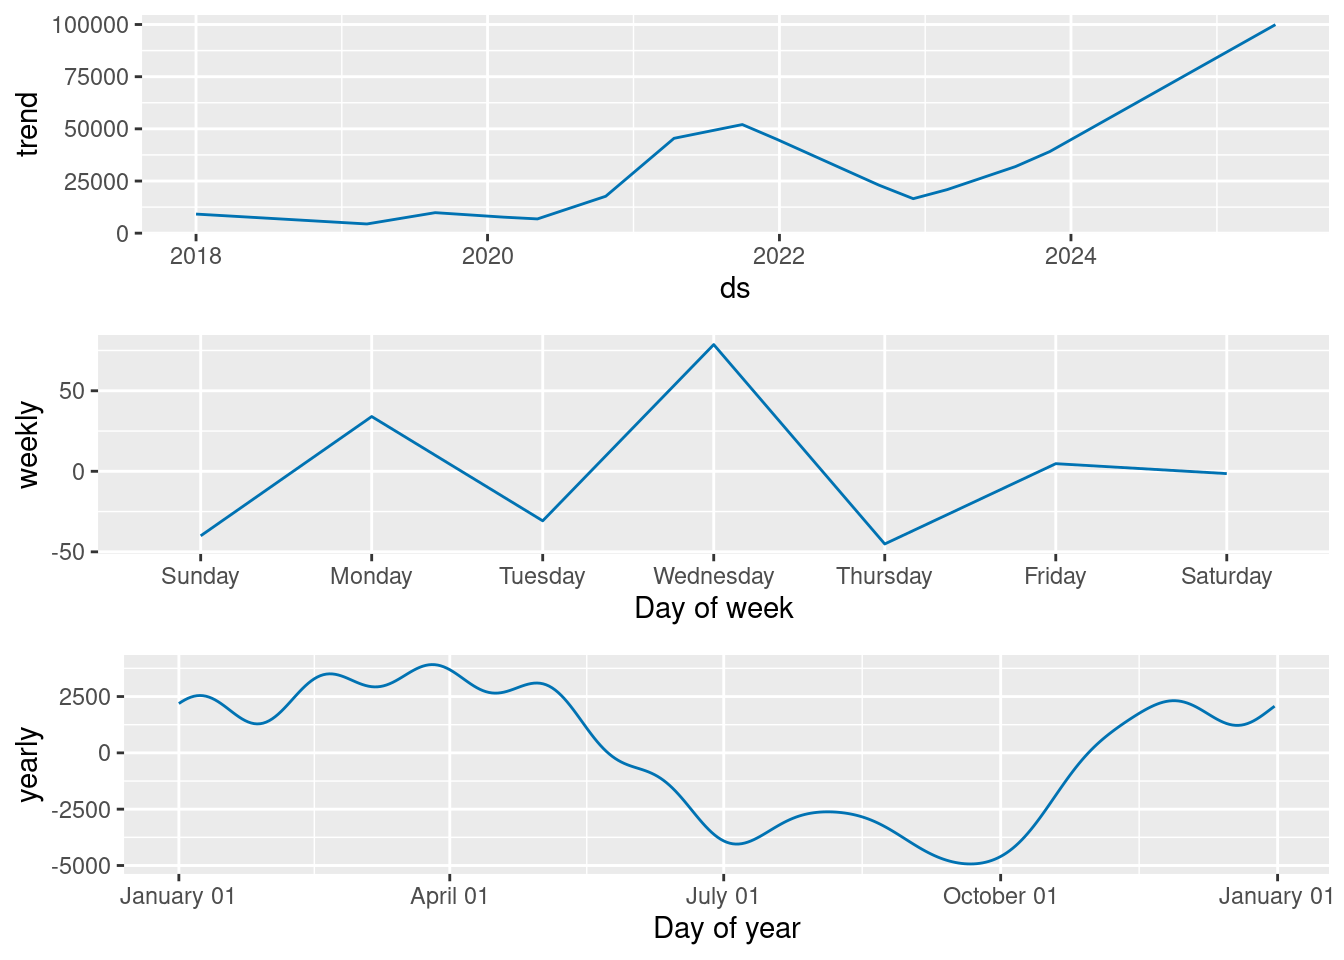 100000
75000
50000
25000
0
trend
2018 2020 2022 2024
ds
50
0
-50
weekly
Sunday Monday Tuesday Wednesday Thursday Friday Saturday
Day of week
2500
0
-2500
-5000
yearly
January 01 April 01 July 01 October 01 January 01
Day of year